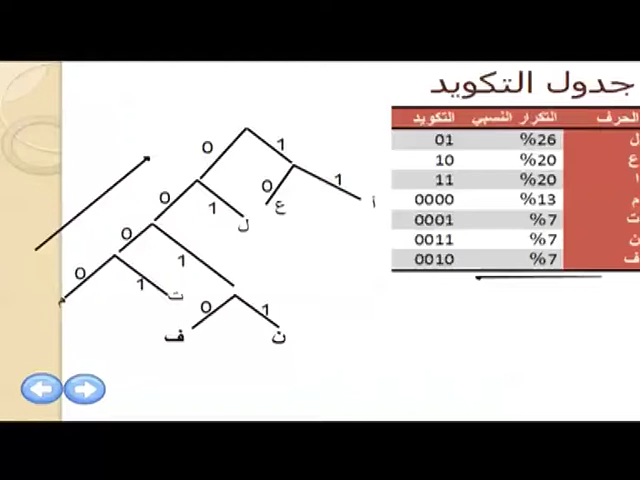 جدول التكويد
الحرف التكرار النسبي التكويد
ل %26 01
ع %20 10
ا %20 11
م %13 0000
ت %7 0001
ن %7 0011
ف %7 0010
0 1
0 1 0 1
ع أ
0 1 ل
0 1 0 1
م ت ف ن